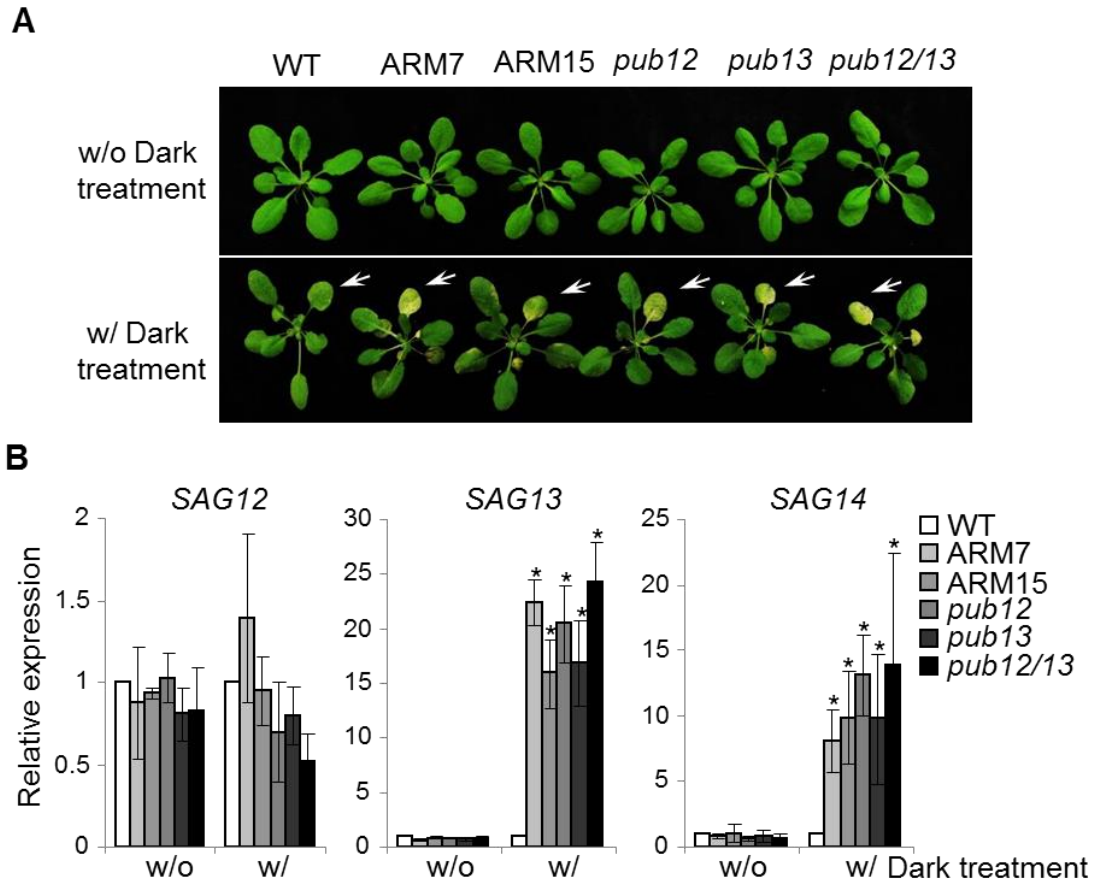 A
WT ARM7 ARM15 pub12 pub13 pub12/13
w/o Dark
treatment
w/ Dark
treatment
B
SAG12 SAG13 SAG14
Relative expression
2
1.5
1
0.5
0
w/o w/
30
25
20
15
10
5
0
w/o w/
25
20
15
10
5
0
w/o w/ Dark treatment
* * * * *
* * * * *
WT
ARM7
ARM15
pub12
pub13
pub12/13